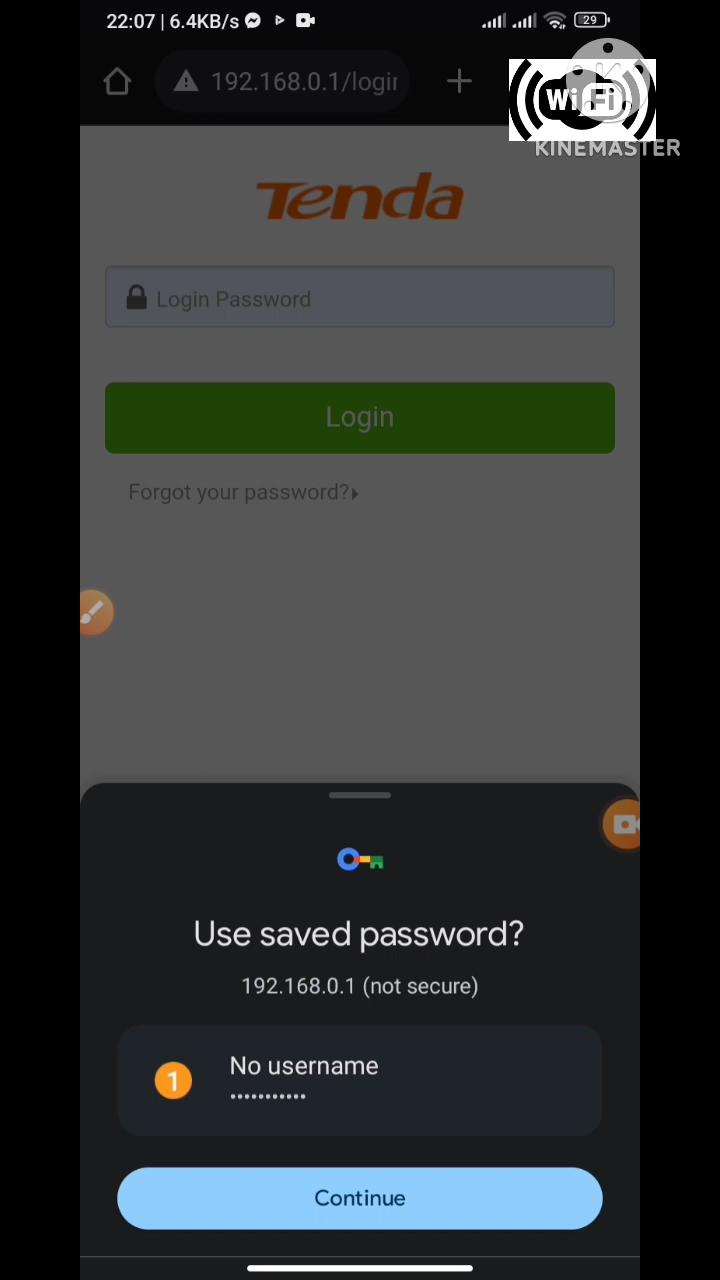 22:07 | 6.4KB/s
29
192.168.0.1/login
WiFi
KINEMASTER
Tenda
Login Password
Login
Forgot your password?
Use saved password?
192.168.0.1 (not secure)
1
No username
•••••••••••
Continue